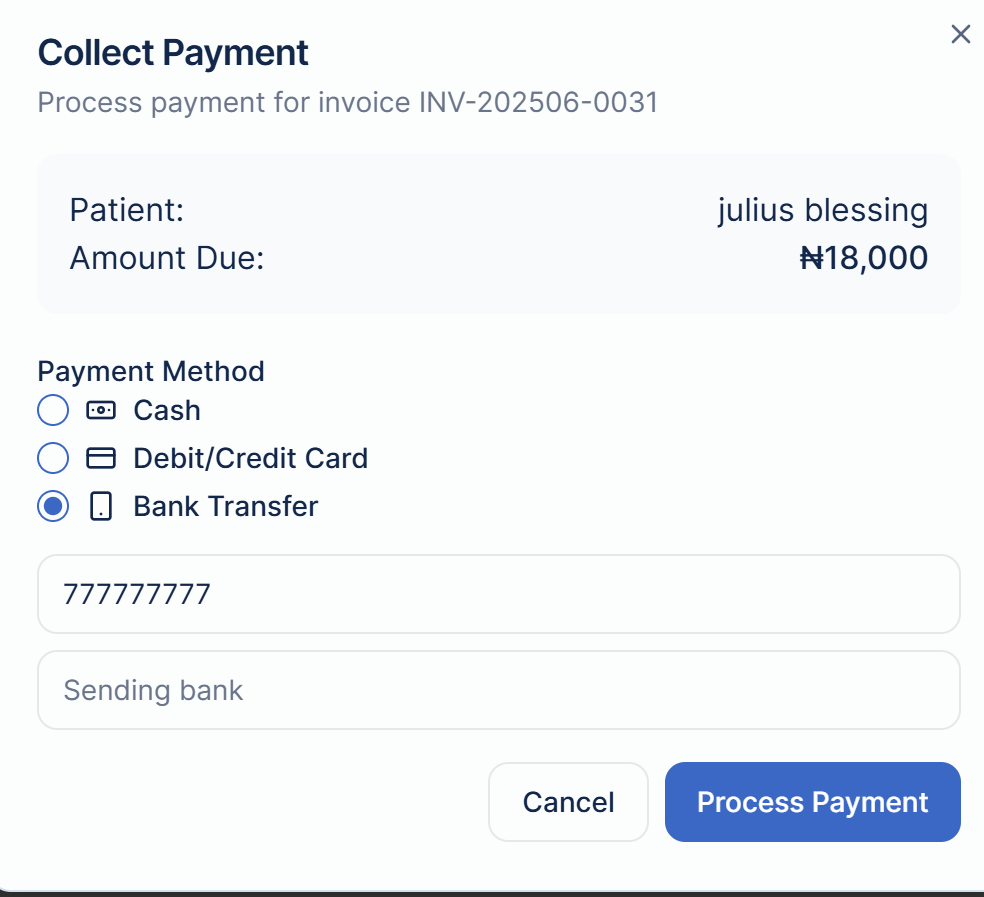 Collect Payment
Process payment for invoice INV-202506-0031
Patient: julius blessing
Amount Due: ₦18,000
Payment Method
Cash
Debit/Credit Card
Bank Transfer
777777777
Sending bank
Cancel Process Payment